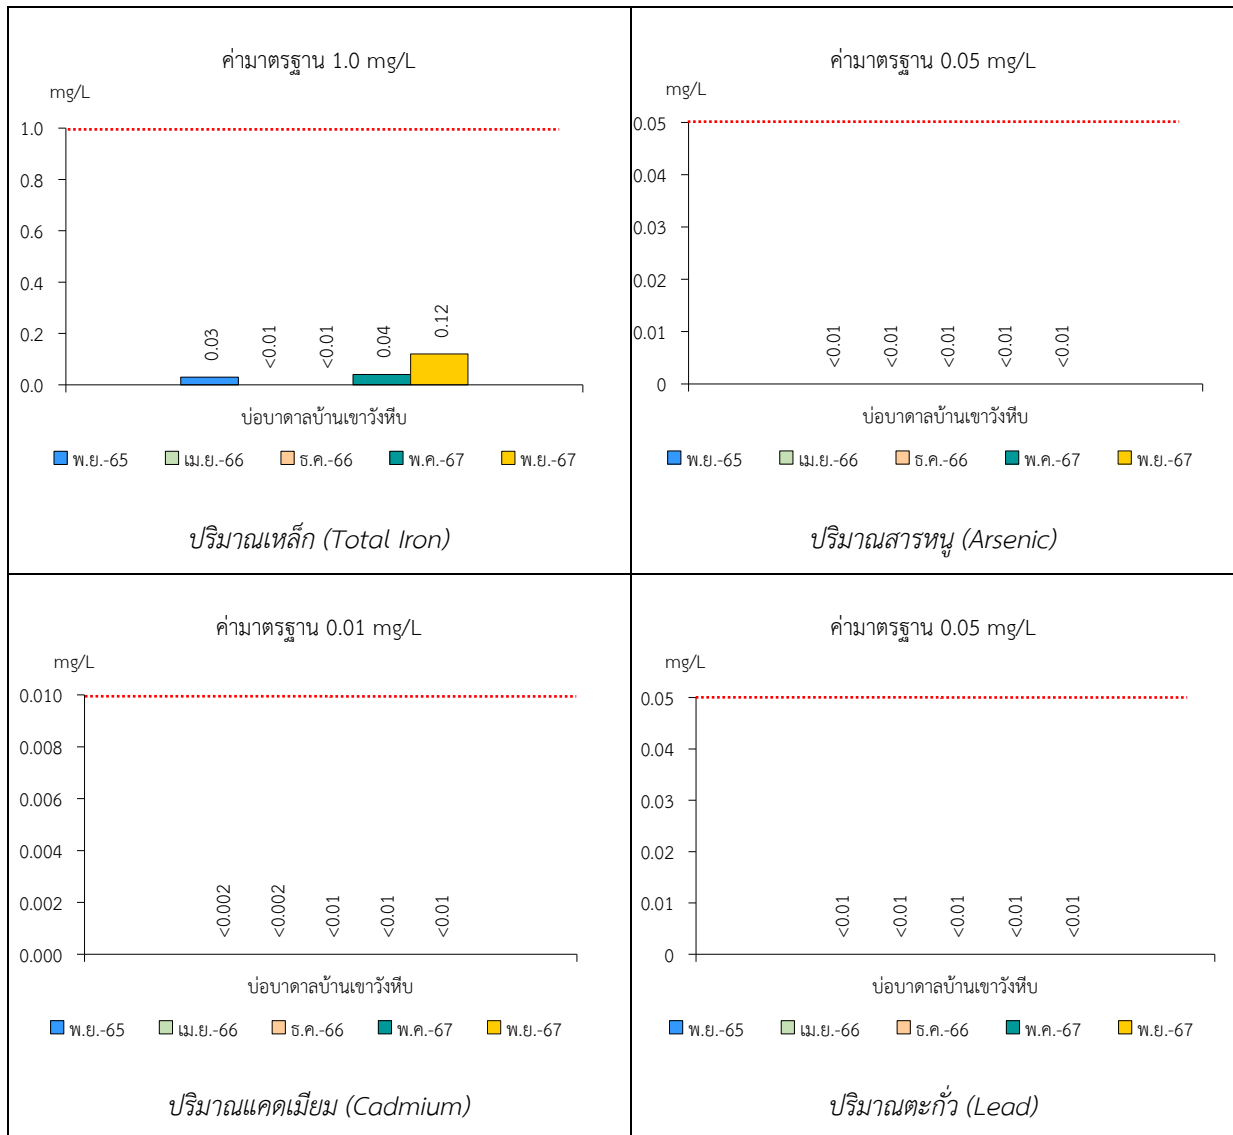 ค่ามาตรฐาน 1.0 mg/L
mg/L
1.0
0.8
0.6
0.4
0.2
0.0
0.03
<0.01
<0.01
0.04
0.12
บ่อบาดาลบ้านเขาวังหีบ
พ.ย.-65 เม.ย.-66 ธ.ค.-66 พ.ค.-67 พ.ย.-67
ปริมาณเหล็ก (Total Iron)
ค่ามาตรฐาน 0.05 mg/L
mg/L
0.05
0.04
0.03
0.02
0.01
0
<0.01
<0.01
<0.01
<0.01
<0.01
บ่อบาดาลบ้านเขาวังหีบ
พ.ย.-65 เม.ย.-66 ธ.ค.-66 พ.ค.-67 พ.ย.-67
ปริมาณสารหนู (Arsenic)
ค่ามาตรฐาน 0.01 mg/L
mg/L
0.010
0.008
0.006
0.004
0.002
0.000
<0.002
<0.002
<0.01
<0.01
<0.01
บ่อบาดาลบ้านเขาวังหีบ
พ.ย.-65 เม.ย.-66 ธ.ค.-66 พ.ค.-67 พ.ย.-67
ปริมาณแคดเมียม (Cadmium)
ค่ามาตรฐาน 0.05 mg/L
mg/L
0.05
0.04
0.03
0.02
0.01
0
<0.01
<0.01
<0.01
<0.01
<0.01
บ่อบาดาลบ้านเขาวังหีบ
พ.ย.-65 เม.ย.-66 ธ.ค.-66 พ.ค.-67 พ.ย.-67
ปริมาณตะกั่ว (Lead)